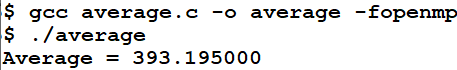 $ gcc average.c -o average -fopenmp
$ ./average
Average = 393.195000